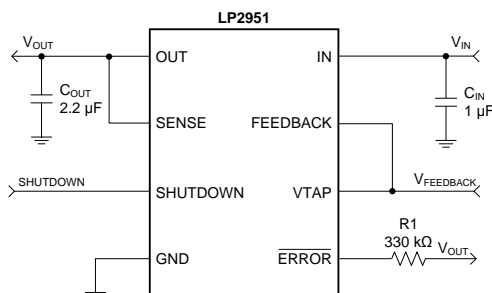 LP2951
VOUT
OUT
IN
VIN
COUT
2.2 µF
CIN
1 µF
SENSE
FEEDBACK
SHUTDOWN
SHUTDOWN
VTAP
VFEEDBACK
R1
330 kΩ
VOUT
GND
ERROR